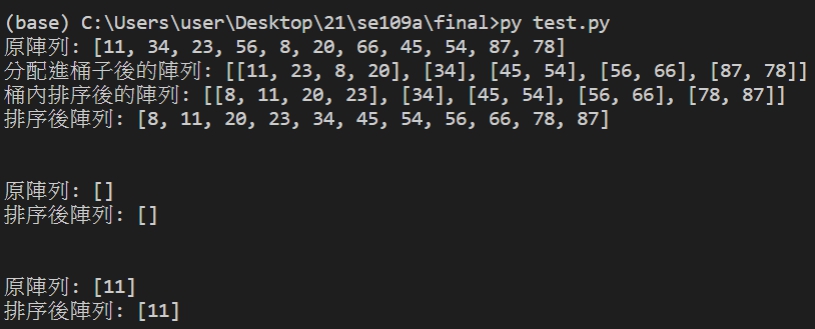 (base) C:\Users\user\Desktop\21\se109a\final>py test.py
原陣列: [11, 34, 23, 56, 8, 20, 66, 45, 54, 87, 78]
分配進桶子後的陣列: [[11, 23, 8, 20], [34], [45, 54], [56, 66], [87, 78]]
桶內排序後的陣列: [[8, 11, 20, 23], [34], [45, 54], [56, 66], [78, 87]]
排序後陣列: [8, 11, 20, 23, 34, 45, 54, 56, 66, 78, 87]
原陣列: []
排序後陣列: []
原陣列: [11]
排序後陣列: [11]